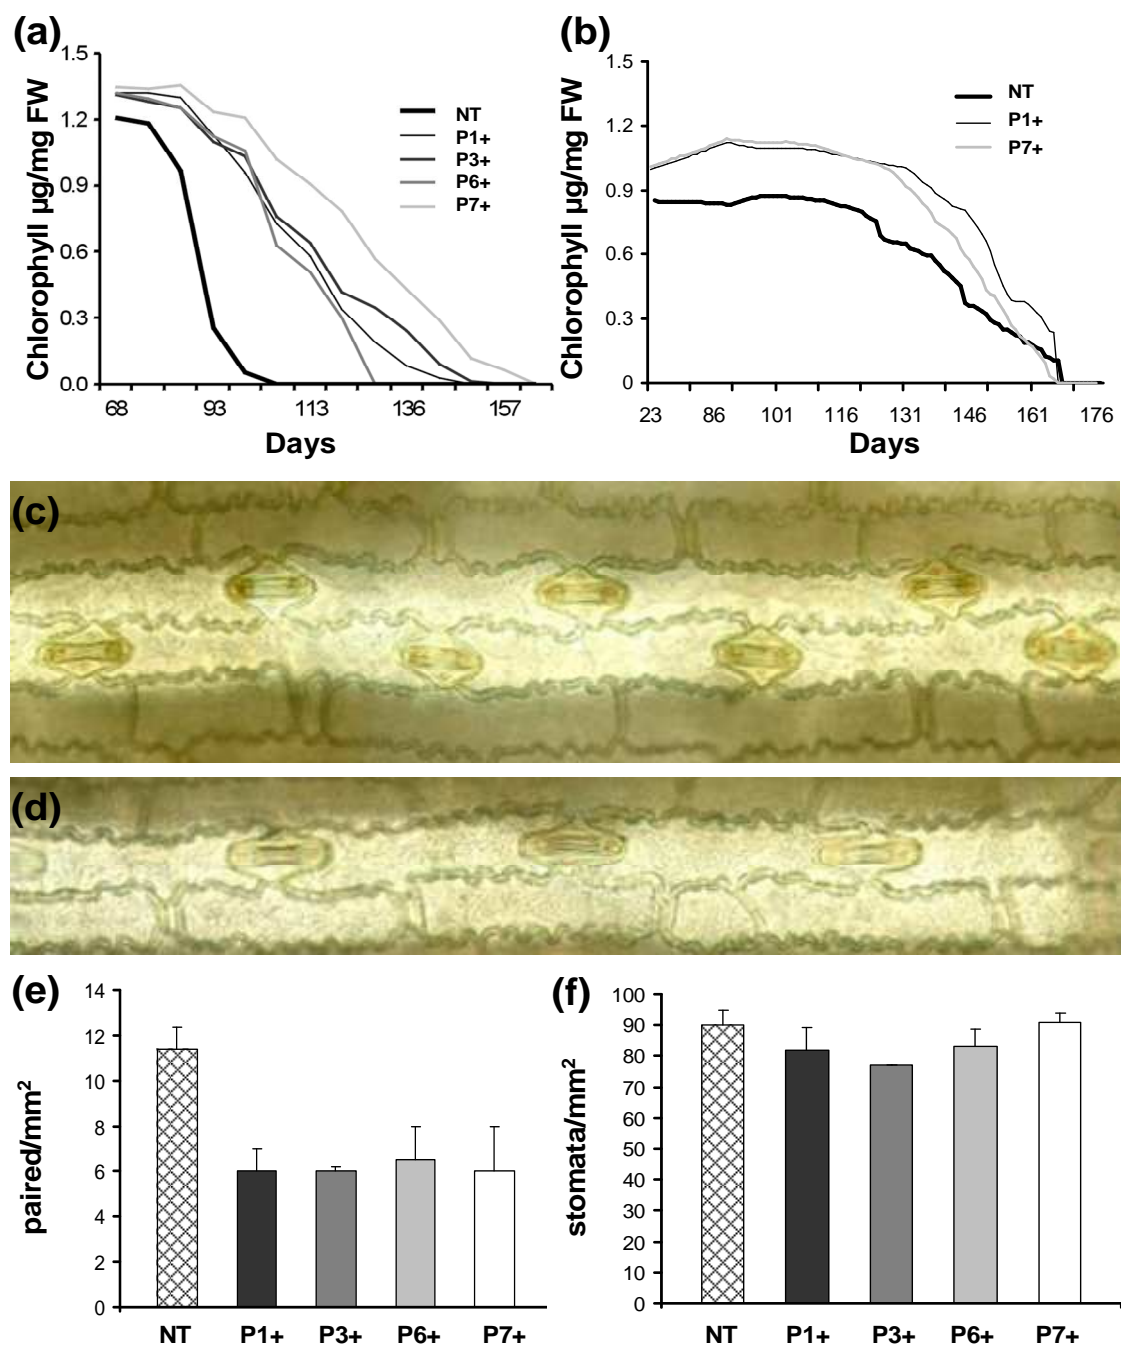 (a)
1.5
1.2
0.9
0.6
0.3
0.0
Chlorophyll µg/mg FW
NT
P1+
P3+
P6+
P7+
68 93 113 136 157
Days
(b)
1.5
1.2
0.9
0.6
0.3
0
Chlorophyll µg/mg FW
NT
P1+
P7+
23 86 101 116 131 146 161 176
Days
(c)
(d)
(e)
14
12
10
8
6
4
2
0
paired/mm²
NT P1+ P3+ P6+ P7+
(f)
100
90
80
70
60
50
40
30
20
10
0
stomata/mm²
NT P1+ P3+ P6+ P7+